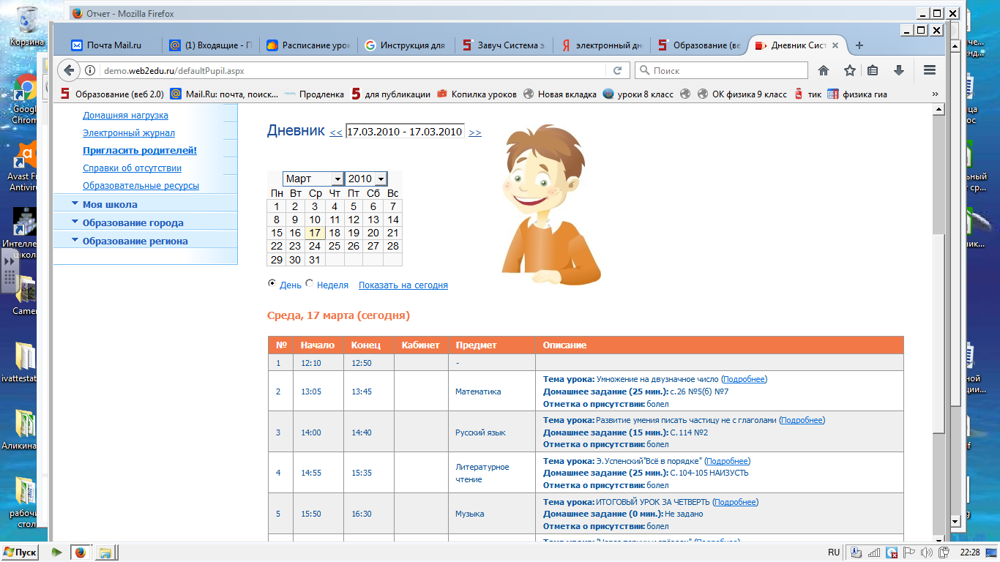 Отчет - Mozilla Firefox
Корзина
Почта Mail.ru
(1) Входящие - П
Расписание урок
Инструкция для
Завуч Система э
электронный дн
Образование (ве
Дневник Сист
demo.web2edu.ru/defaultPupil.aspx
Поиск
Образование (веб 2.0)
Mail.Ru: почта, поиск...
Продленка
для публикации
Копилка уроков
Новая вкладка
уроки 8 класс
ОК физика 9 класс
тик
физика гиа
Googl
Chrom
Avast Fr
Antiviru
Интелле
школ
Camer
ivattestat
Аликина
рабочи
стол
Домашняя нагрузка
Электронный журнал
Пригласить родителей!
Справки об отсутствии
Образовательные ресурсы
Моя школа
Образование города
Образование региона
Дневник << 17.03.2010 - 17.03.2010 >>
Март 2010
Пн Вт Ср Чт Пт Сб Вс
1 2 3 4 5 6 7
8 9 10 11 12 13 14
15 16 17 18 19 20 21
22 23 24 25 26 27 28
29 30 31
День Неделя Показать на сегодня
Среда, 17 марта (сегодня)
№ Начало Конец Кабинет Предмет Описание
1 12:10 12:50 -
2 13:05 13:45 Математика
Тема урока: Умножение на двузначное число (Подробнее)
Домашнее задание (25 мин.): с.26 №5(б) №7
Отметка о присутствии: болел
3 14:00 14:40 Русский язык
Тема урока: Развитие умения писать частицу не с глаголами (Подробнее)
Домашнее задание (15 мин.): С.114 №2
Отметка о присутствии: болел
4 14:55 15:35 Литературное чтение
Тема урока: Э.Успенский"Всё в порядке" (Подробнее)
Домашнее задание (25 мин.): С.104-105 НАИЗУСТЬ
Отметка о присутствии: болел
5 15:50 16:30 Музыка
Тема урока: ИТОГОВЫЙ УРОК ЗА ЧЕТВЕРТЬ (Подробнее)
Домашнее задание (0 мин.): Не задано
Отметка о присутствии: болел
Пуск
RU
22:28